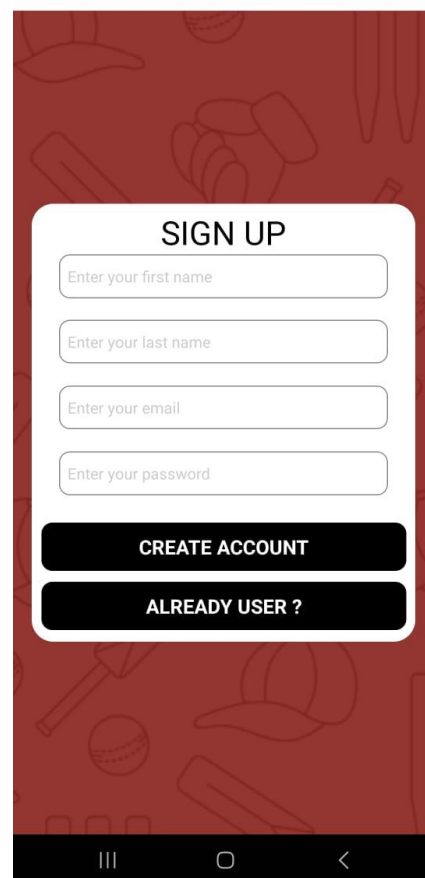 SIGN UP
Enter your first name
Enter your last name
Enter your email
Enter your password
CREATE ACCOUNT
ALREADY USER ?